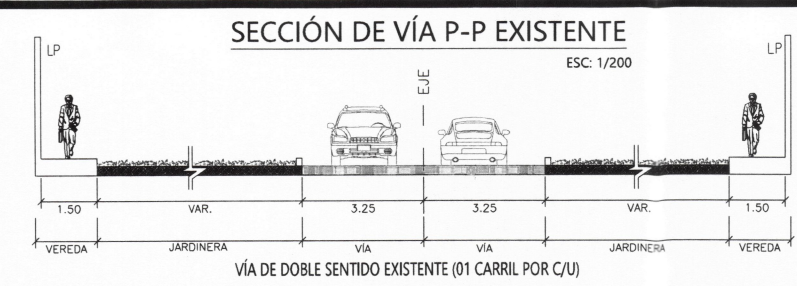 SECCIÓN DE VÍA P-P EXISTENTE
ESC: 1/200
LP
EJE
LP
1.50 VAR. 3.25 3.25 VAR. 1.50
VEREDA JARDINERA VÍA VÍA JARDINERA VEREDA
VÍA DE DOBLE SENTIDO EXISTENTE (01 CARRIL POR C/U)